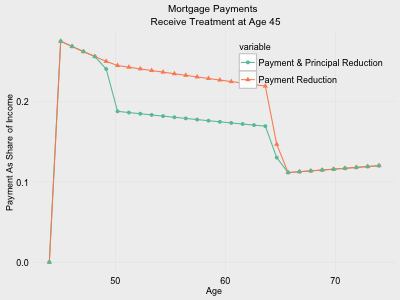 Mortgage Payments
Receive Treatment at Age 45
variable
Payment & Principal Reduction
Payment Reduction
Payment As Share of Income
0.2
0.1
0.0
50
60
70
Age